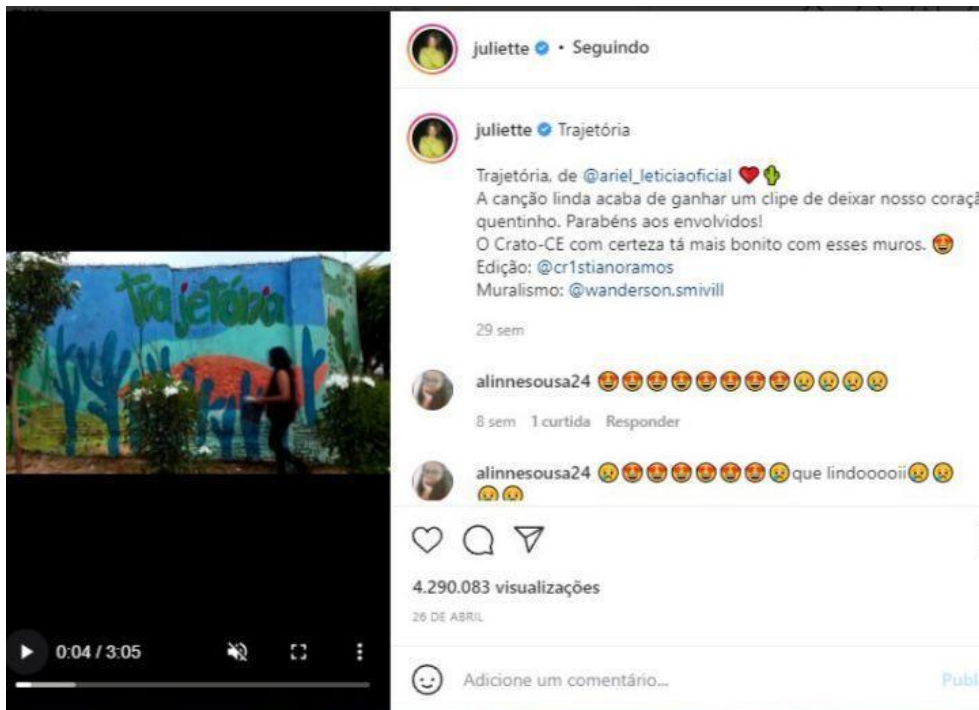 juliette • Seguindo
juliette Trajetória
Trajetória, de @ariel_leticiaoficial ❤️🌵
A canção linda acaba de ganhar um clipe de deixar nosso coraçã
quentinho. Parabéns aos envolvidos!
O Crato-CE com certeza tá mais bonito com esses muros. 🤩
Edição: @cr1stianoramos
Muralismo: @wanderson.smivill
29 sem
Trajetória
alinnesousa24 😍😍😍😍😍😍😍😍😢😢😢😢
8 sem 1 curtida Responder
alinnesousa24 😢😍😍😍😍😍😍😢que lindooooii😢😢
😢😢
4.290.083 visualizações
26 DE ABRIL
0:04 / 3:05
Adicione um comentário...
Publ